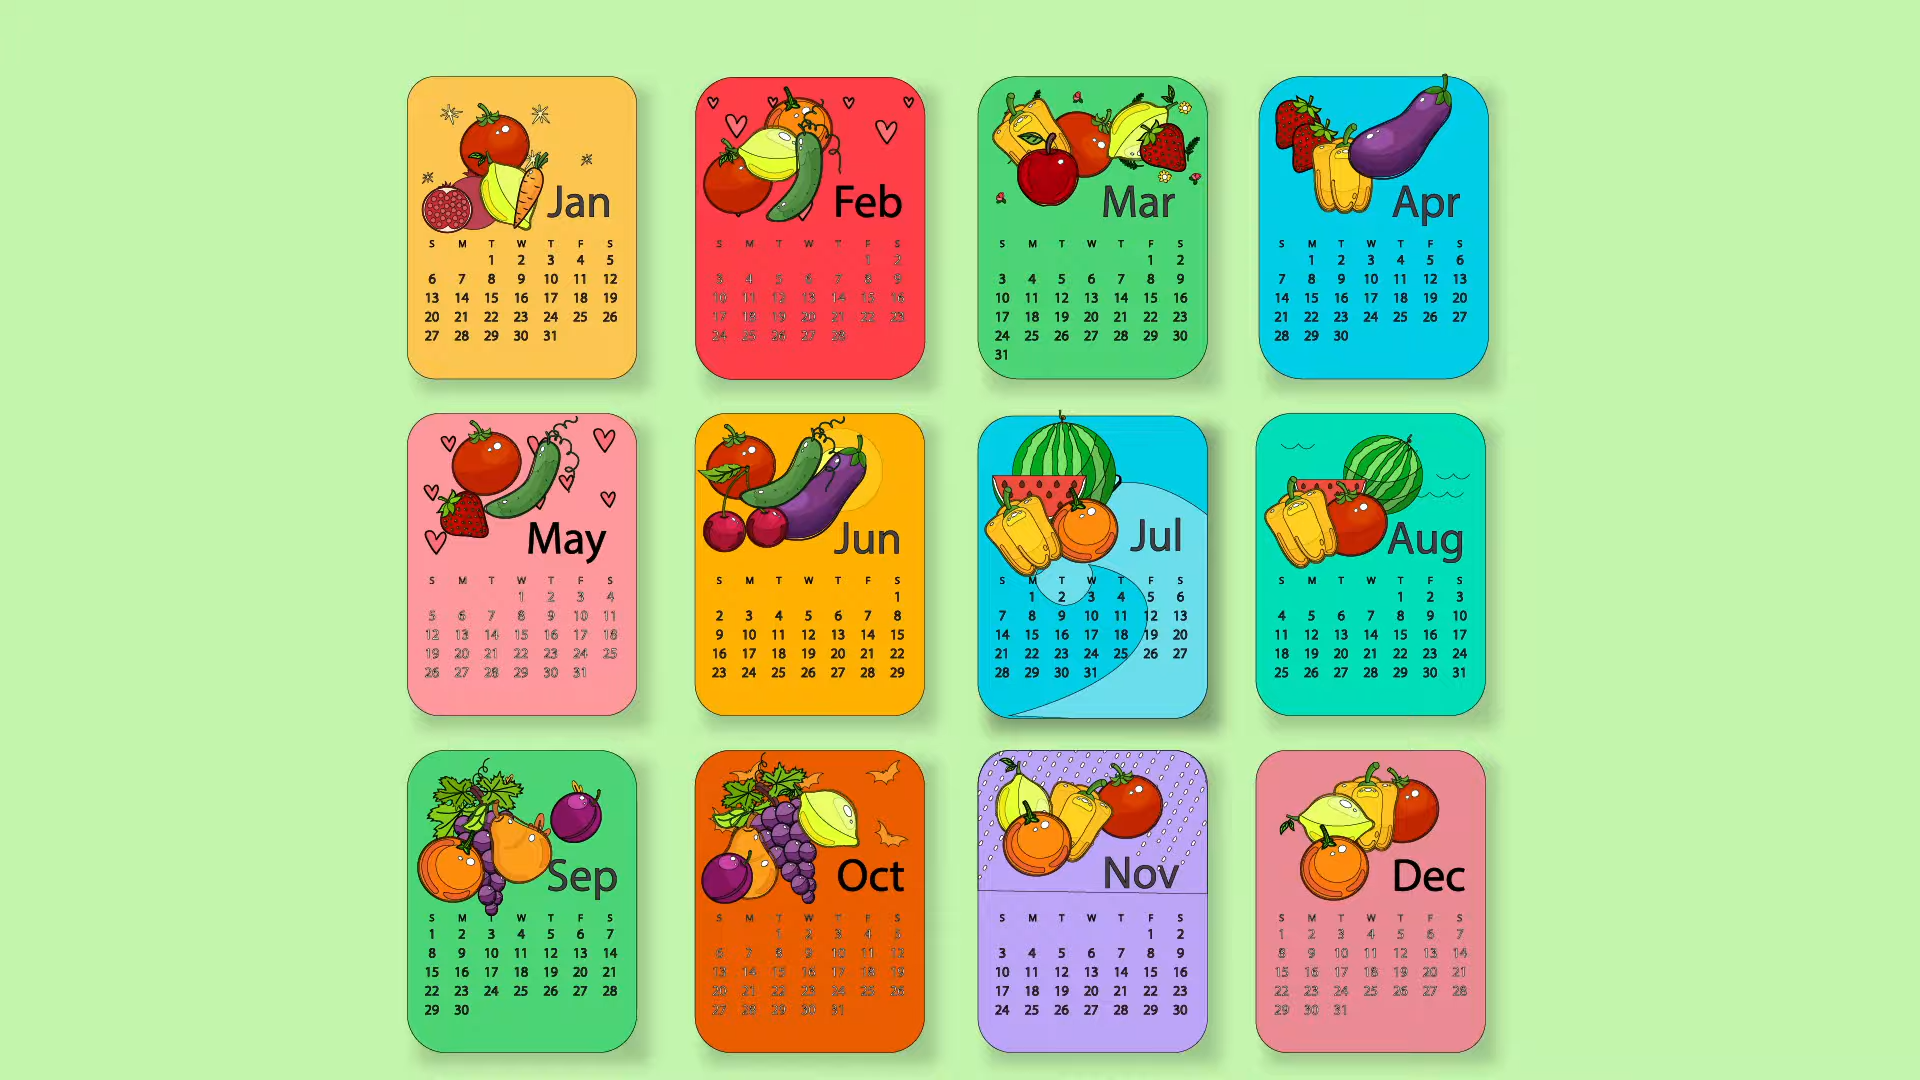 Jan
S M T W T F S
1 2 3 4 5
6 7 8 9 10 11 12
13 14 15 16 17 18 19
20 21 22 23 24 25 26
27 28 29 30 31
Feb
S M T W T F S
1 2
3 4 5 6 7 8 9
10 11 12 13 14 15 16
17 18 19 20 21 22 23
24 25 26 27 28
Mar
S M T W T F S
1 2
3 4 5 6 7 8 9
10 11 12 13 14 15 16
17 18 19 20 21 22 23
24 25 26 27 28 29 30
31
Apr
S M T W T F S
1 2 3 4 5 6
7 8 9 10 11 12 13
14 15 16 17 18 19 20
21 22 23 24 25 26 27
28 29 30
May
S M T W T F S
1 2 3 4
5 6 7 8 9 10 11
12 13 14 15 16 17 18
19 20 21 22 23 24 25
26 27 28 29 30 31
Jun
S M T W T F S
1
2 3 4 5 6 7 8
9 10 11 12 13 14 15
16 17 18 19 20 21 22
23 24 25 26 27 28 29
Jul
S M T W T F S
1 2 3 4 5 6
7 8 9 10 11 12 13
14 15 16 17 18 19 20
21 22 23 24 25 26 27
28 29 30 31
Aug
S M T W T F S
1 2 3
4 5 6 7 8 9 10
11 12 13 14 15 16 17
18 19 20 21 22 23 24
25 26 27 28 29 30 31
Sep
S M T W T F S
1 2 3 4 5 6 7
8 9 10 11 12 13 14
15 16 17 18 19 20 21
22 23 24 25 26 27 28
29 30
Oct
S M T W T F S
1 2 3 4 5
6 7 8 9 10 11 12
13 14 15 16 17 18 19
20 21 22 23 24 25 26
27 28 29 30 31
Nov
S M T W T F S
1 2
3 4 5 6 7 8 9
10 11 12 13 14 15 16
17 18 19 20 21 22 23
24 25 26 27 28 29 30
Dec
S M T W T F S
1 2 3 4 5 6 7
8 9 10 11 12 13 14
15 16 17 18 19 20 21
22 23 24 25 26 27 28
29 30 31